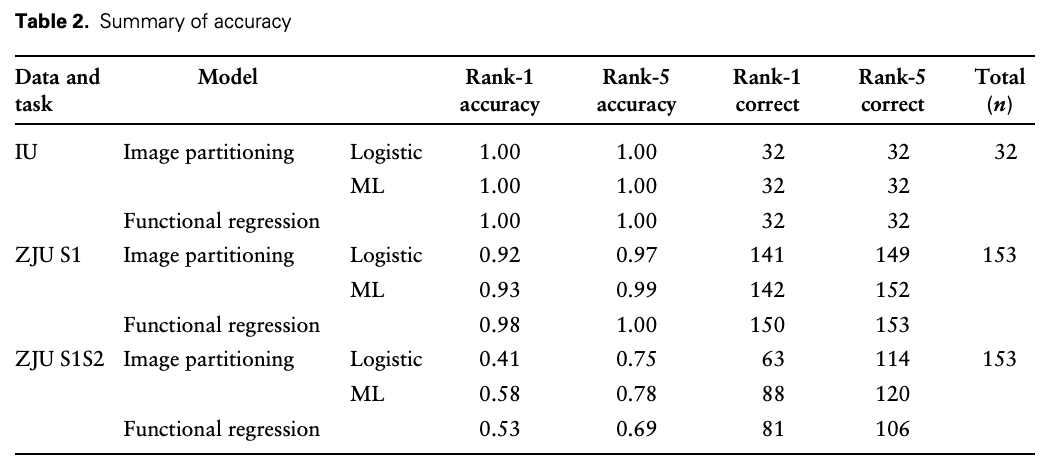 Table 2. Summary of accuracy
Data and task Model Rank-1 accuracy Rank-5 accuracy Rank-1 correct Rank-5 correct Total (n)
IU Image partitioning Logistic 1.00 1.00 32 32 32
ML 1.00 1.00 32 32
Functional regression 1.00 1.00 32 32
ZJU S1 Image partitioning Logistic 0.92 0.97 141 149 153
ML 0.93 0.99 142 152
Functional regression 0.98 1.00 150 153
ZJU S1S2 Image partitioning Logistic 0.41 0.75 63 114 153
ML 0.58 0.78 88 120
Functional regression 0.53 0.69 81 106